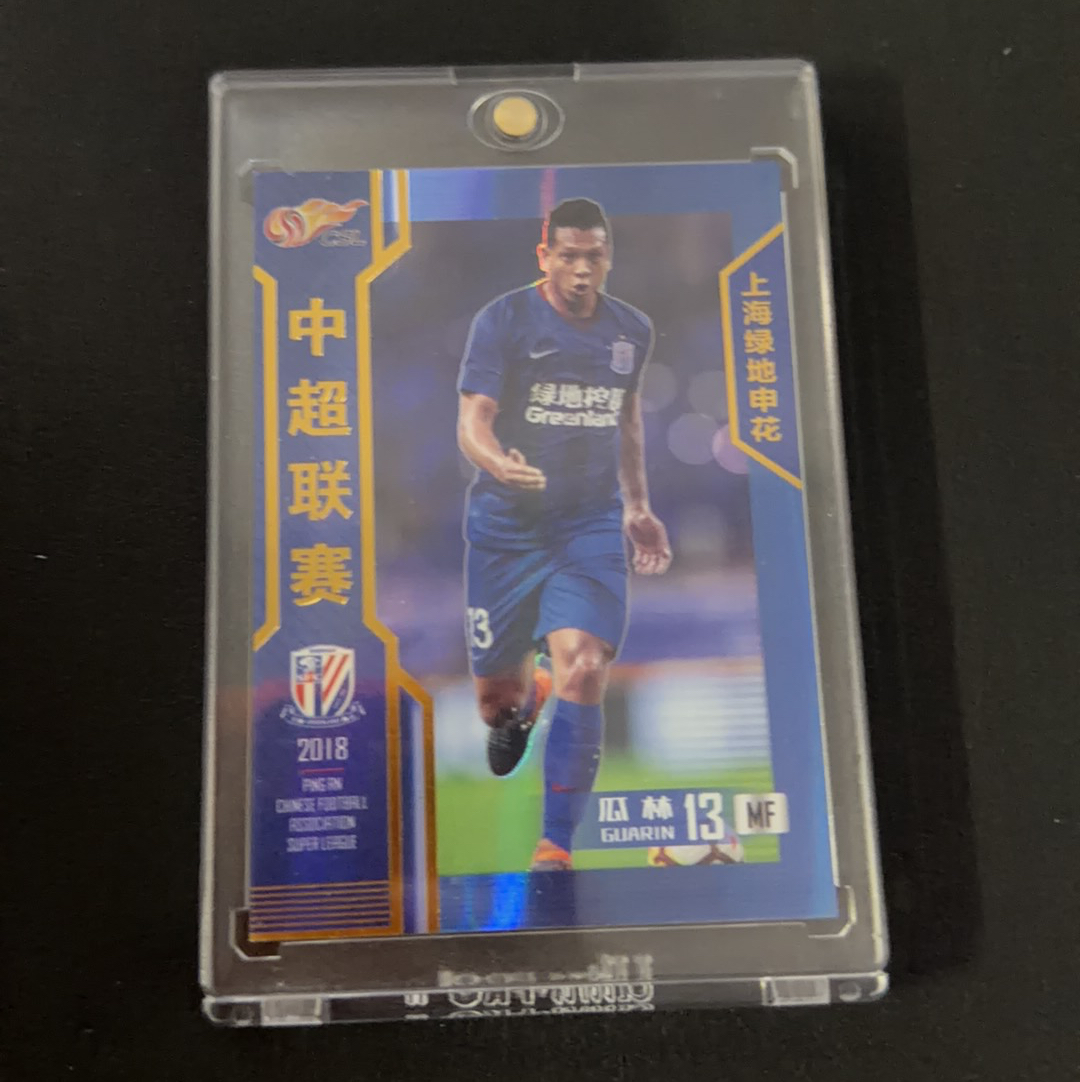 中超联赛
2018
PING AN
CHINESE FOOTBALL
ASSOCIATION
SUPER LEAGUE
上海绿地申花
绿地控股
Greenland
13
瓜林
GUARIN
13
MF